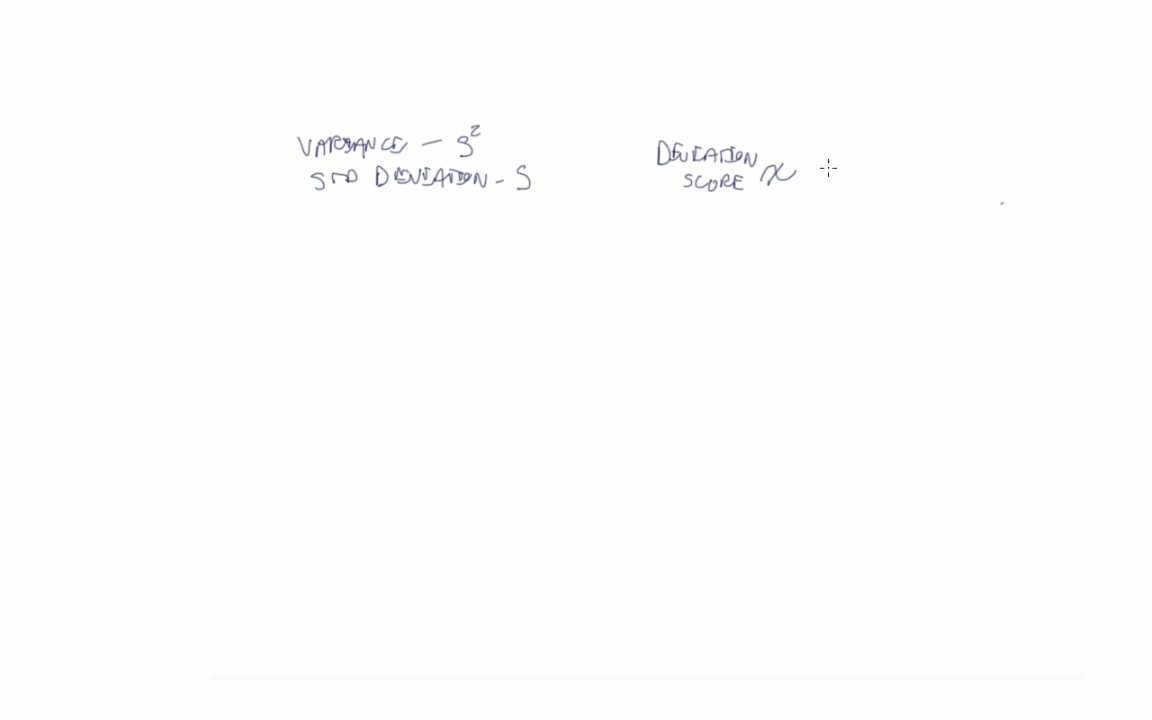 VARIANCE - S²
STD DEVIATION - S
DEVIATION
SCORE x